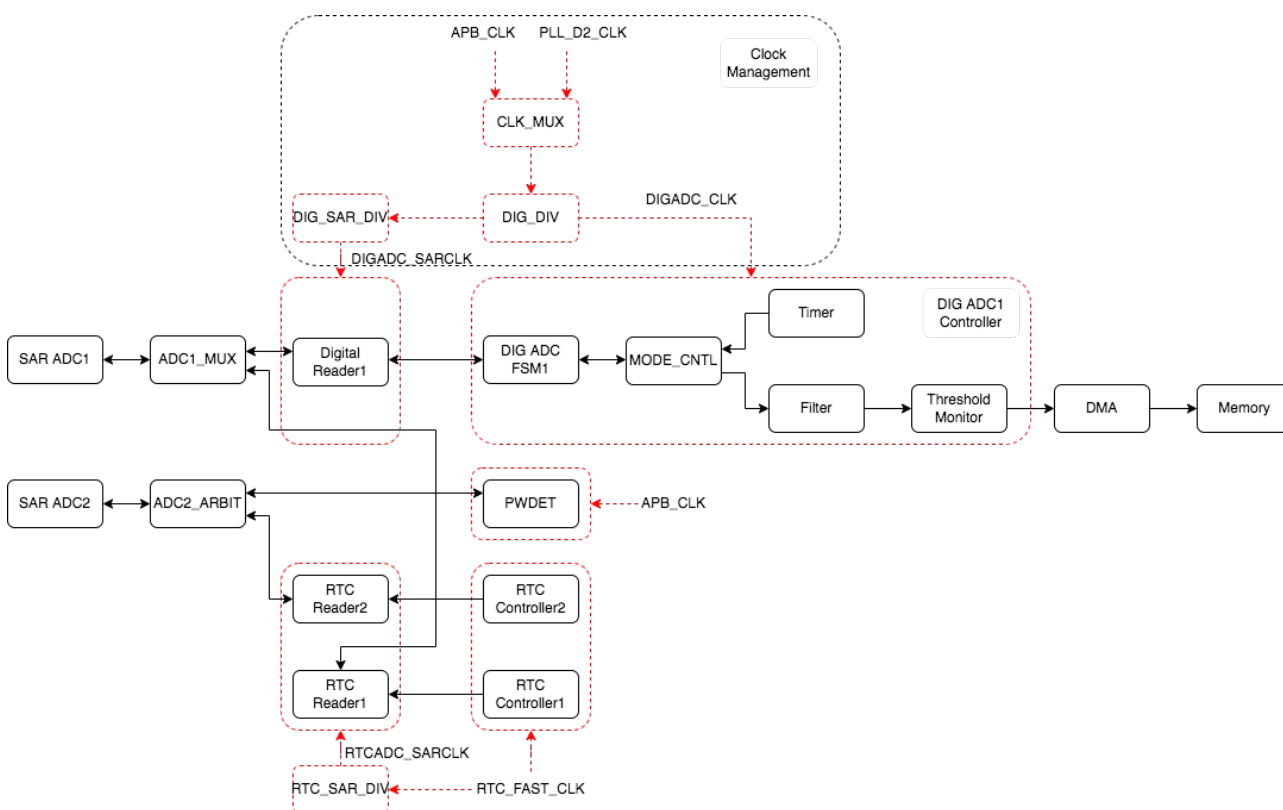 APB_CLK
PLL_D2_CLK
Clock
Management
CLK_MUX
DIG_SAR_DIV
DIG_DIV
DIGADC_CLK
DIGADC_SARCLK
DIG ADC1
Controller
Timer
SAR ADC1
ADC1_MUX
Digital
Reader1
DIG ADC
FSM1
MODE_CNTL
Filter
Threshold
Monitor
DMA
Memory
SAR ADC2
ADC2_ARBIT
PWDET
APB_CLK
RTC
Reader2
RTC
Controller2
RTC
Reader1
RTC
Controller1
RTCADC_SARCLK
RTC_SAR_DIV
RTC_FAST_CLK